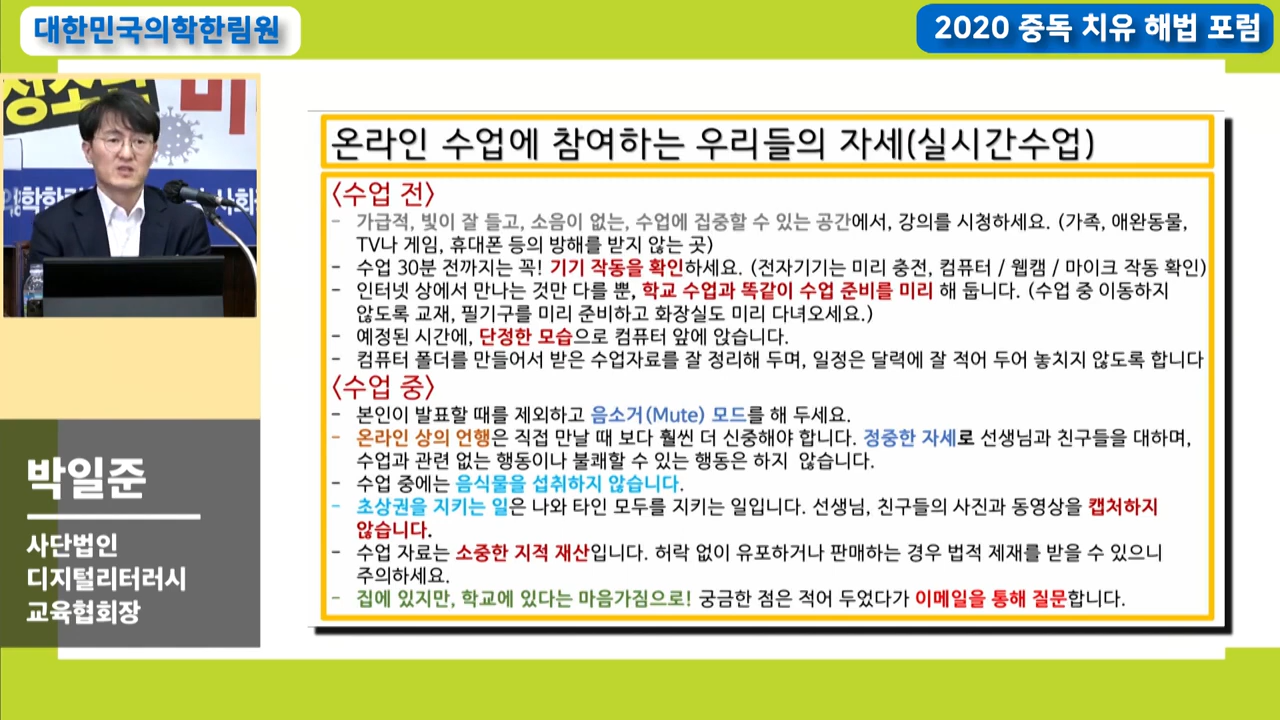 대한민국의학한림원
2020 중독 치유 해법 포럼
온라인 수업에 참여하는 우리들의 자세(실시간수업)
〈수업 전〉
- 가급적, 빛이 잘 들고, 소음이 없는, 수업에 집중할 수 있는 공간에서, 강의를 시청하세요. (가족, 애완동물,
TV나 게임, 휴대폰 등의 방해를 받지 않는 곳)
- 수업 30분 전까지는 꼭! 기기 작동을 확인하세요. (전자기기는 미리 충전, 컴퓨터 / 웹캠 / 마이크 작동 확인)
- 인터넷 상에서 만나는 것만 다를 뿐, 학교 수업과 똑같이 수업 준비를 미리 해 둡니다. (수업 중 이동하지
않도록 교재, 필기구를 미리 준비하고 화장실도 미리 다녀오세요.)
- 예정된 시간에, 단정한 모습으로 컴퓨터 앞에 앉습니다.
- 컴퓨터 폴더를 만들어서 받은 수업자료를 잘 정리해 두며, 일정은 달력에 잘 적어 두어 놓치지 않도록 합니다
〈수업 중〉
- 본인이 발표할 때를 제외하고 음소거(Mute) 모드를 해 두세요.
- 온라인 상의 언행은 직접 만날 때 보다 훨씬 더 신중해야 합니다. 정중한 자세로 선생님과 친구들을 대하며,
수업과 관련 없는 행동이나 불쾌할 수 있는 행동은 하지 않습니다.
- 수업 중에는 음식물을 섭취하지 않습니다.
- 초상권을 지키는 일은 나와 타인 모두를 지키는 일입니다. 선생님, 친구들의 사진과 동영상을 캡처하지
않습니다.
- 수업 자료는 소중한 지적 재산입니다. 허락 없이 유포하거나 판매하는 경우 법적 제재를 받을 수 있으니
주의하세요.
- 집에 있지만, 학교에 있다는 마음가짐으로! 궁금한 점은 적어 두었다가 이메일을 통해 질문합니다.
박일준
사단법인
디지털리터러시
교육협회장